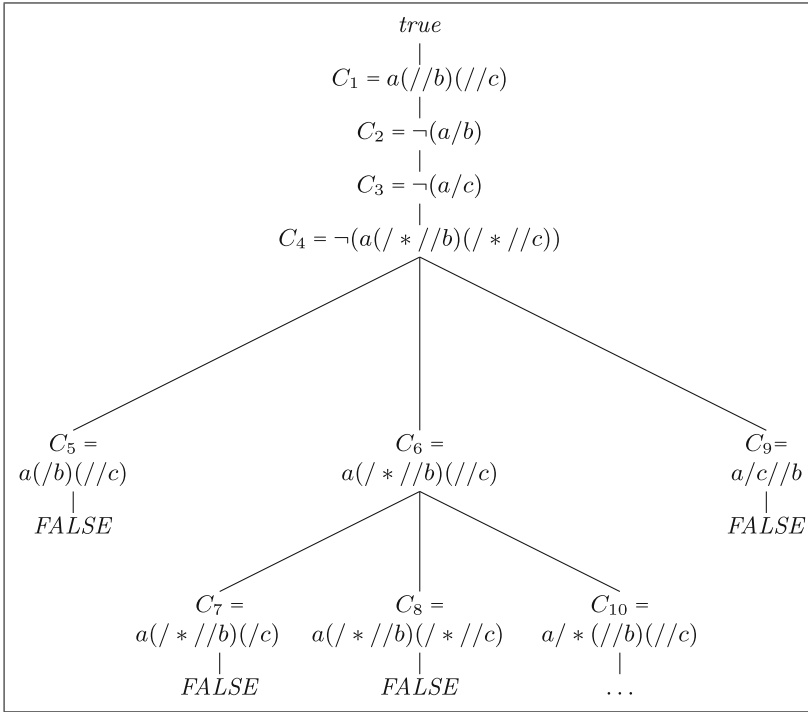 true
C₁ = a(//b)(//c)
C₂ = ¬(a/b)
C₃ = ¬(a/c)
C₄ = ¬(a(/ * //b)(/ * //c))
C₅ =
a(/b)(//c)
FALSE
C₆ =
a(/ * //b)(//c)
C₉=
a/c//b
FALSE
C₇ =
a(/ * //b)(/c)
FALSE
C₈ =
a(/ * //b)(/ * //c)
FALSE
C₁₀ =
a/ * (//b)(//c)
...